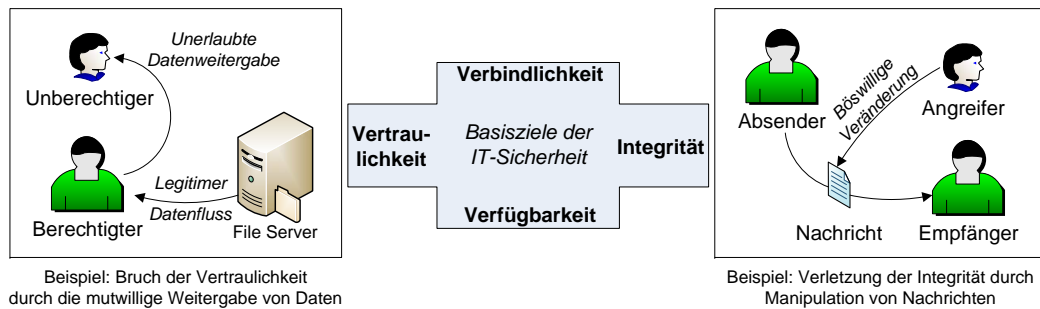 Unerlaubte
Datenweitergabe
Unberechtiger
Legitimer
Datenfluss
Berechtigter
File Server
Beispiel: Bruch der Vertraulichkeit
durch die mutwillige Weitergabe von Daten
Verbindlichkeit
Vertrau-
lichkeit
Basisziele der
IT-Sicherheit
Integrität
Verfügbarkeit
Absender
Böswillige
Veränderung
Angreifer
Nachricht
Empfänger
Beispiel: Verletzung der Integrität durch
Manipulation von Nachrichten